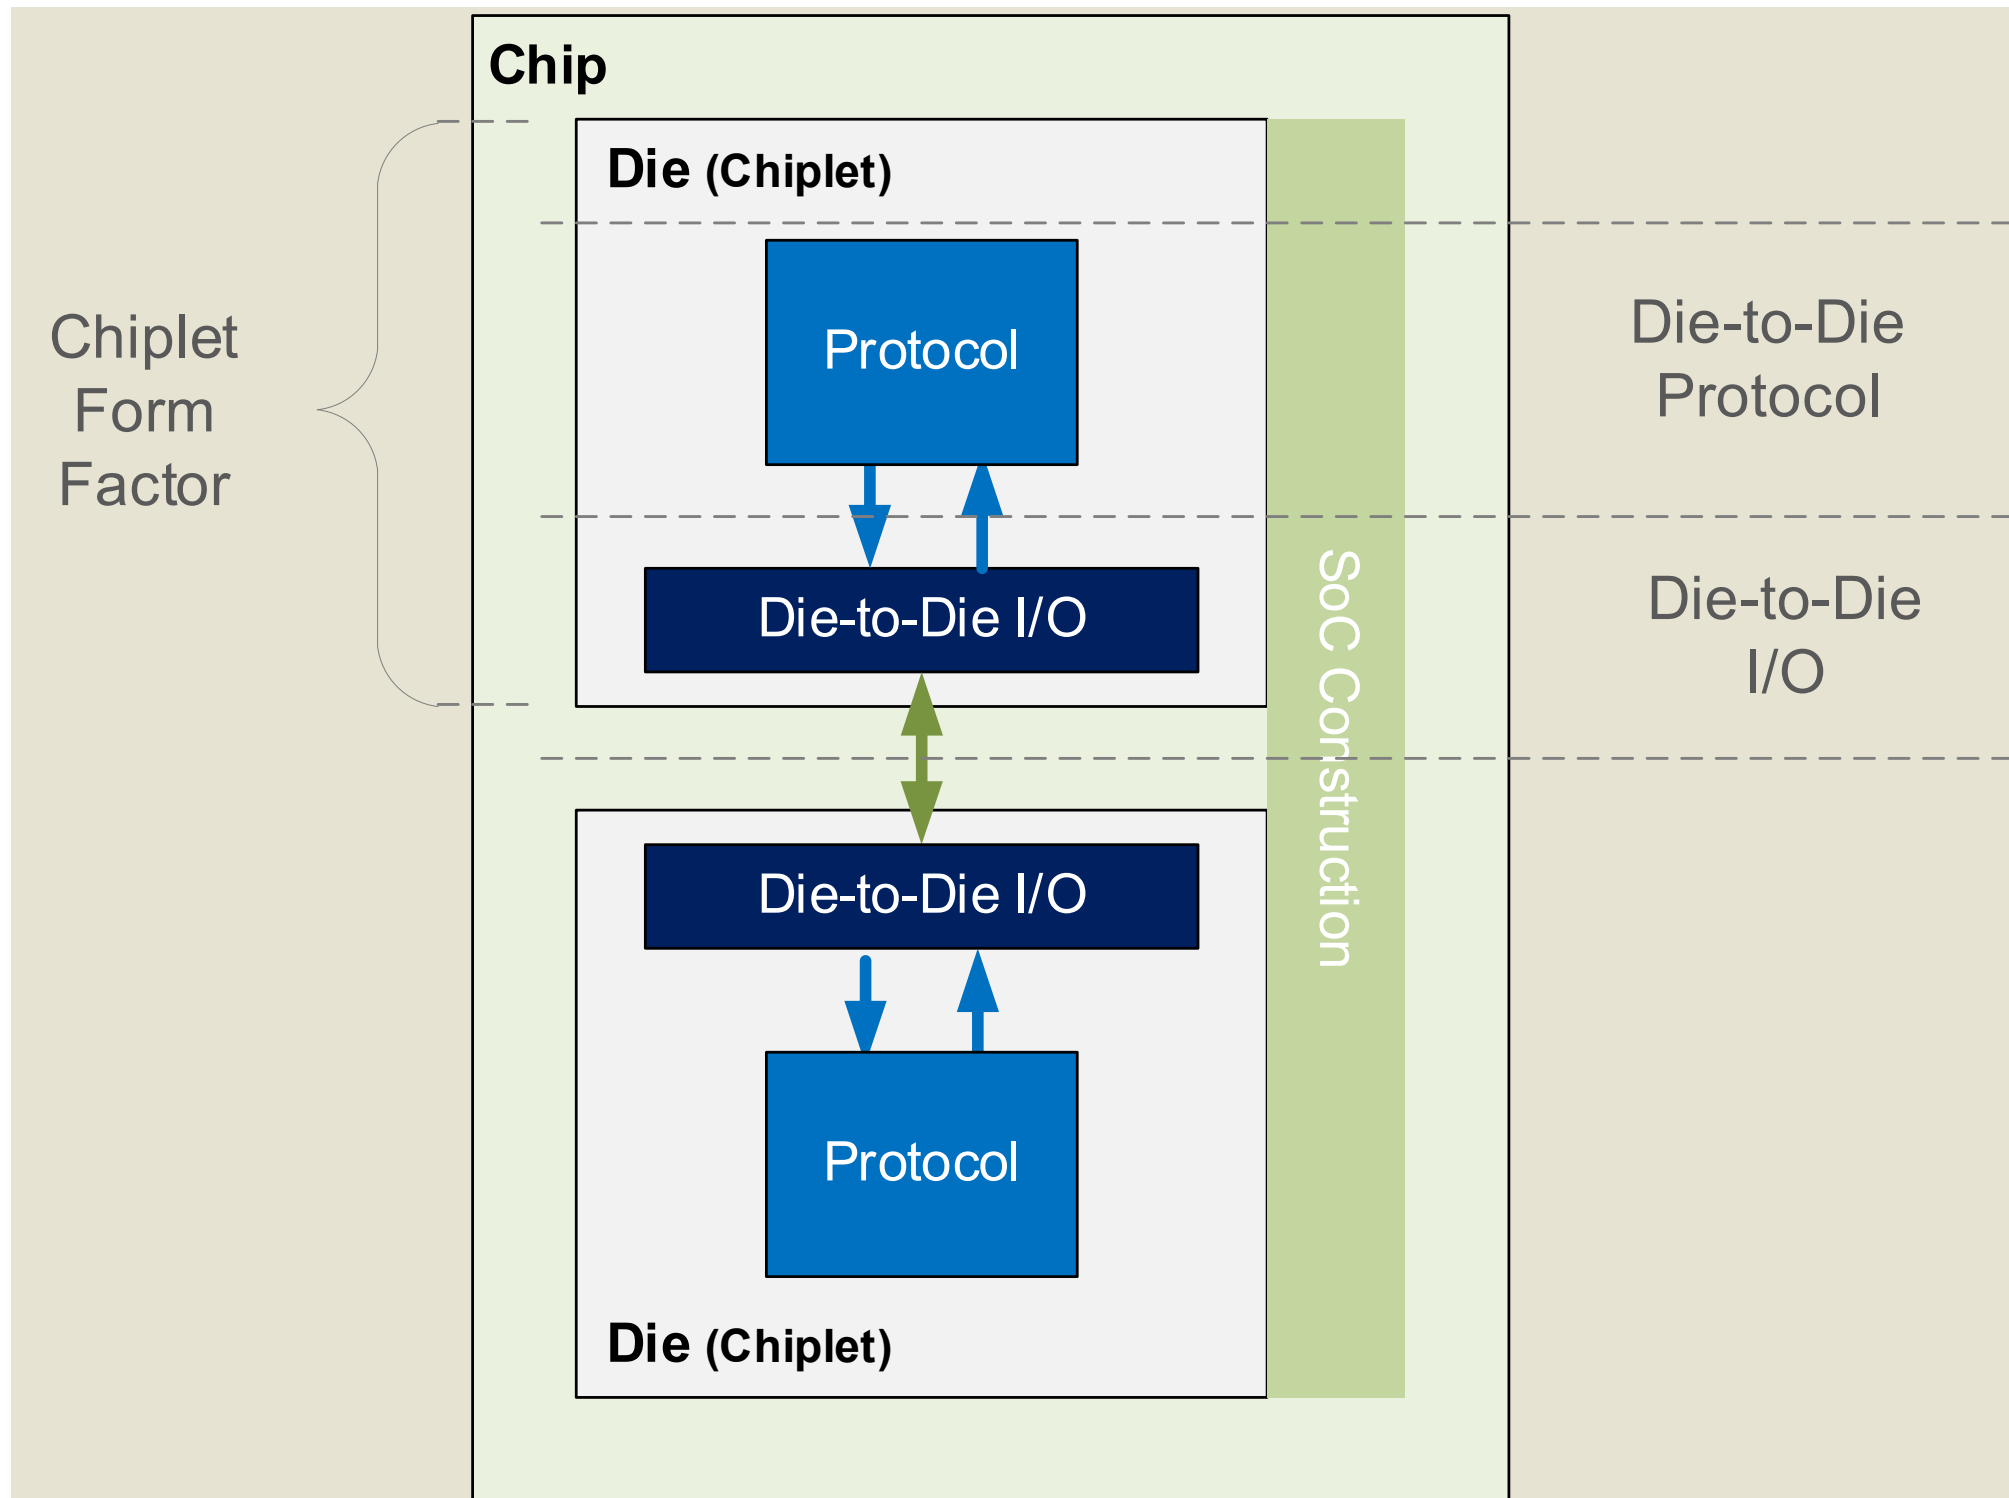 Chip
Die (Chiplet)
Chiplet
Form
Factor
Protocol
Die-to-Die
Protocol
Die-to-Die I/O
SoC Construction
Die-to-Die
I/O
Die-to-Die I/O
Protocol
Die (Chiplet)